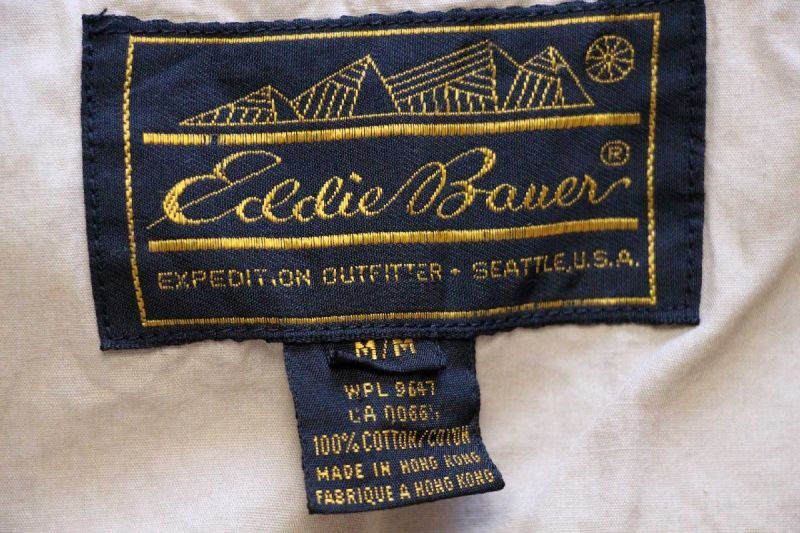 Eddie Bauer®
EXPEDITION OUTFITTER · SEATTLE, U.S.A.
M/M
WPL 9647
CA 00665
100% COTTON/COTON
MADE IN HONG KONG
FABRIQUE A HONG KONG